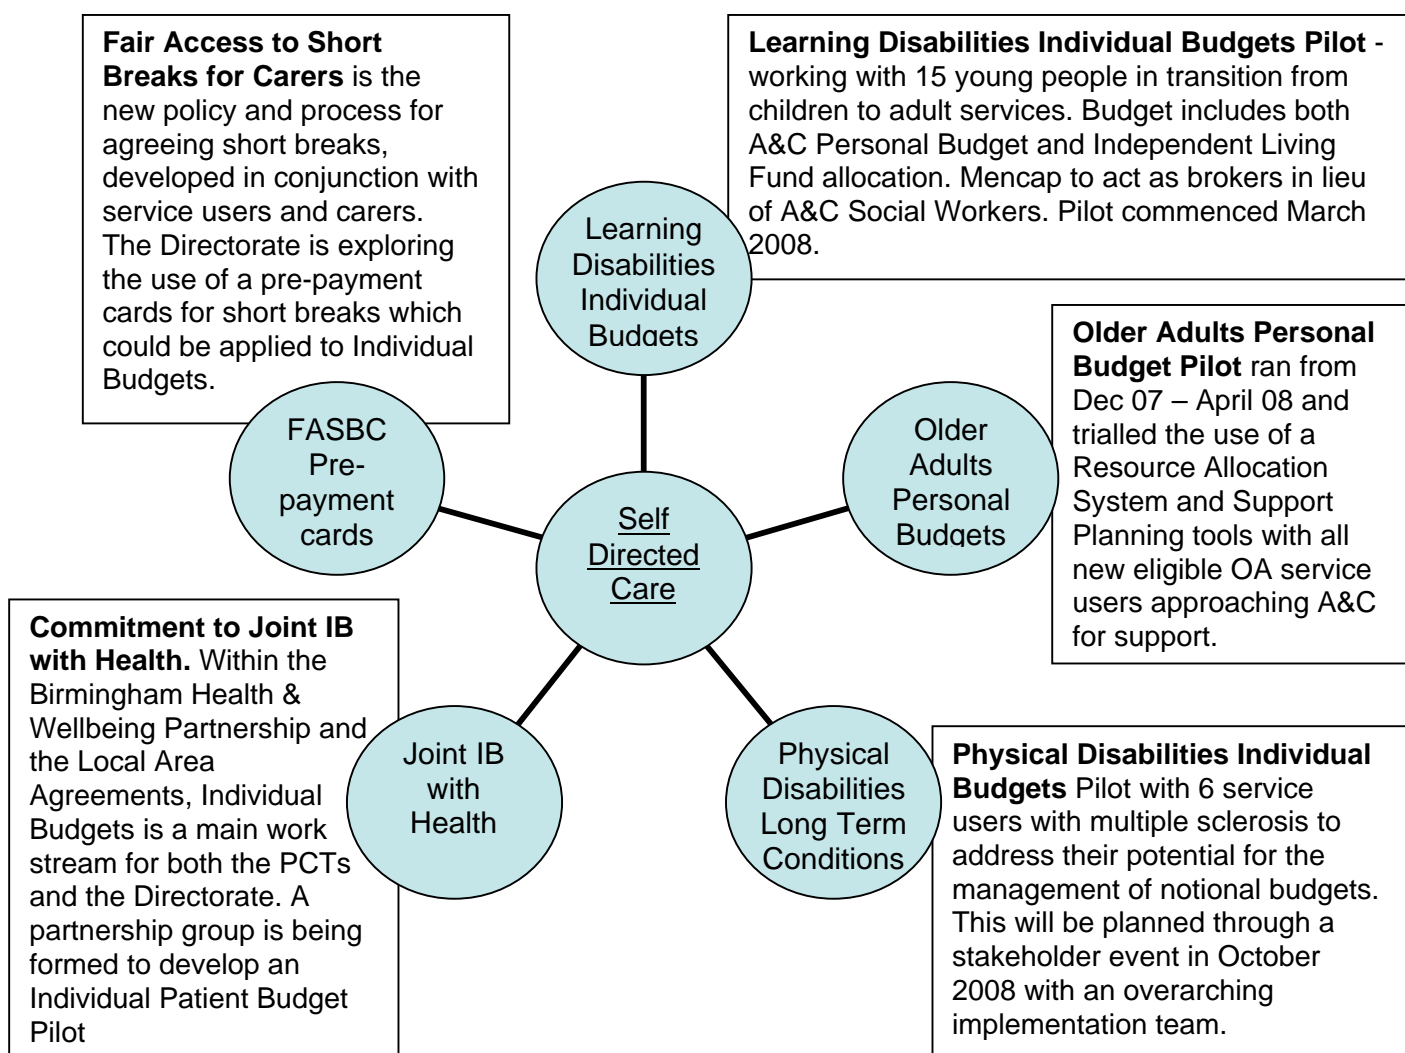 Fair Access to Short
Breaks for Carers is the
new policy and process for
agreeing short breaks,
developed in conjunction with
service users and carers.
The Directorate is exploring
the use of a pre-payment
cards for short breaks which
could be applied to Individual
Budgets.
Learning Disabilities Individual Budgets Pilot -
working with 15 young people in transition from
children to adult services. Budget includes both
A&C Personal Budget and Independent Living
Fund allocation. Mencap to act as brokers in lieu
of A&C Social Workers. Pilot commenced March
2008.
Learning
Disabilities
Individual
Budgets
Older Adults Personal
Budget Pilot ran from
Dec 07 – April 08 and
trialled the use of a
Resource Allocation
System and Support
Planning tools with all
new eligible OA service
users approaching A&C
for support.
FASBC
Pre-
payment
cards
Older
Adults
Personal
Budgets
Self
Directed
Care
Commitment to Joint IB
with Health. Within the
Birmingham Health &
Wellbeing Partnership and
the Local Area
Agreements, Individual
Budgets is a main work
stream for both the PCTs
and the Directorate. A
partnership group is being
formed to develop an
Individual Patient Budget
Pilot
Joint IB
with
Health
Physical
Disabilities
Long Term
Conditions
Physical Disabilities Individual
Budgets Pilot with 6 service
users with multiple sclerosis to
address their potential for the
management of notional budgets.
This will be planned through a
stakeholder event in October
2008 with an overarching
implementation team.